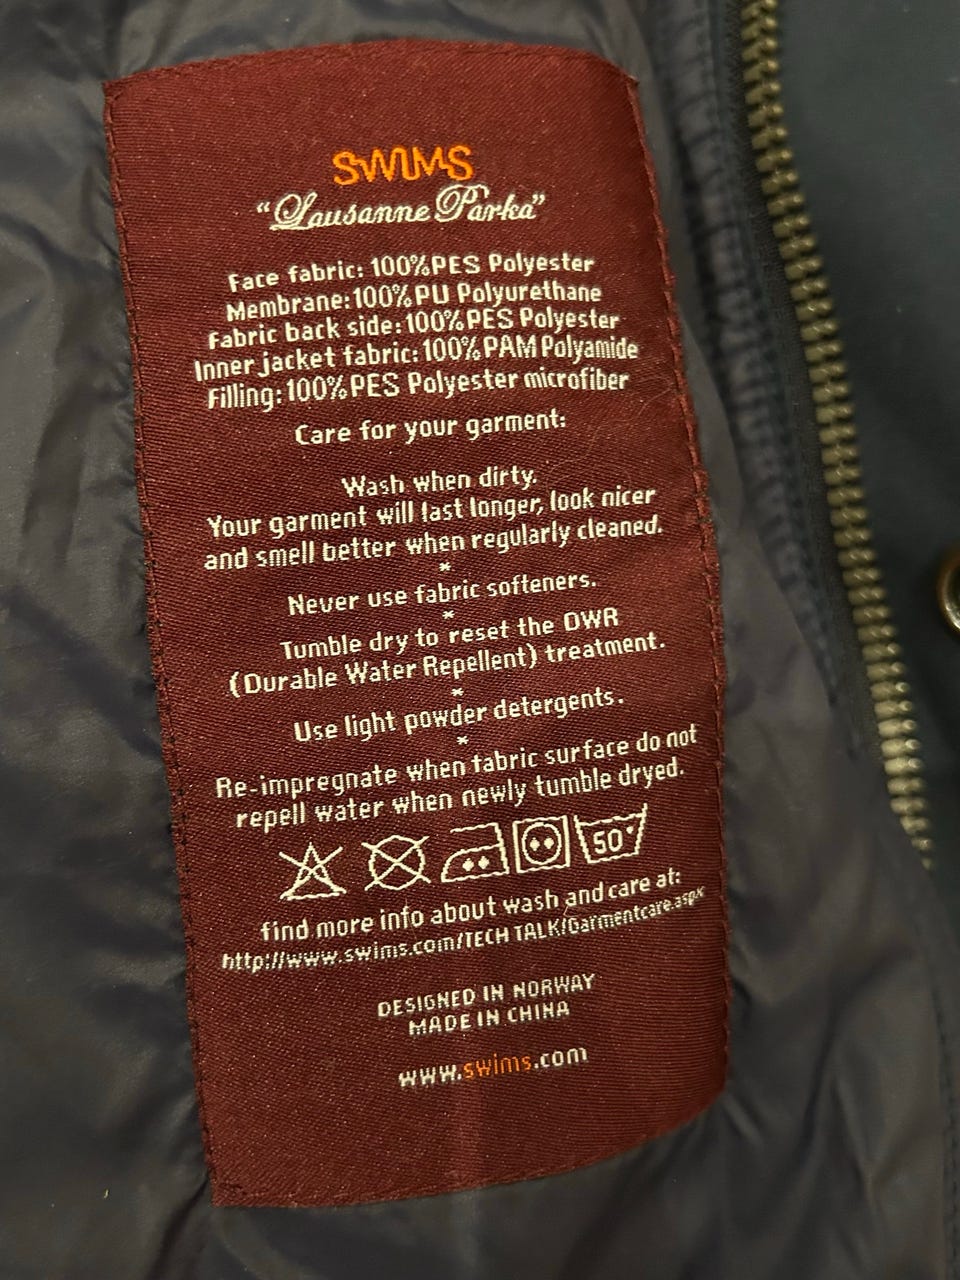 SWIMS
"Lausanne Parka"
Face fabric: 100%PES Polyester
Membrane:100%PU Polyurethane
Fabric back side:100%PES Polyester
Inner jacket fabric:100%PAM Polyamide
Filling:100%PES Polyester microfiber
Care for your garment:
Wash when dirty.
Your garment will last longer, look nicer
and smell better when regularly cleaned.
*
Never use fabric softeners.
*
Tumble dry to reset the DWR
(Durable Water Repellent) treatment.
*
Use light powder detergents.
*
Re-impregnate when fabric surface do not
repell water when newly tumble dryed.
50°
find more info about wash and care at:
http://www.swims.com/TECH TALK/Garmentcare.aspx
DESIGNED IN NORWAY
MADE IN CHINA
www.swims.com